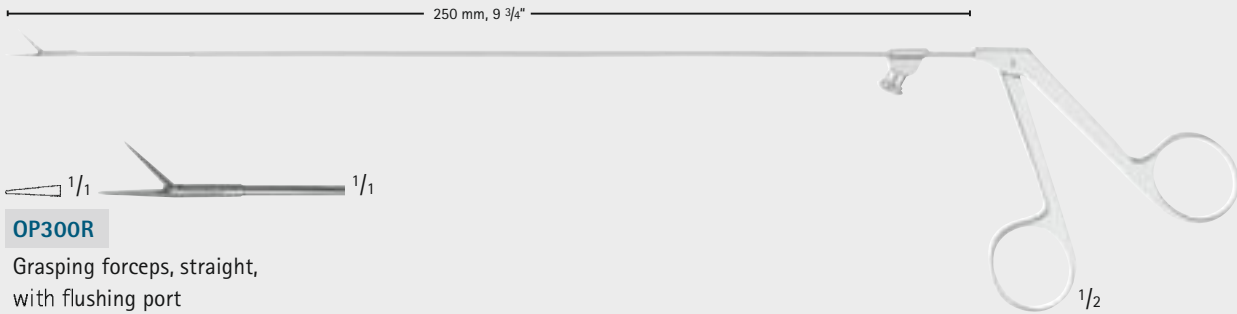 250 mm, 9 3/4"
1/1
1/1
OP300R
Grasping forceps, straight,
with flushing port
1/2